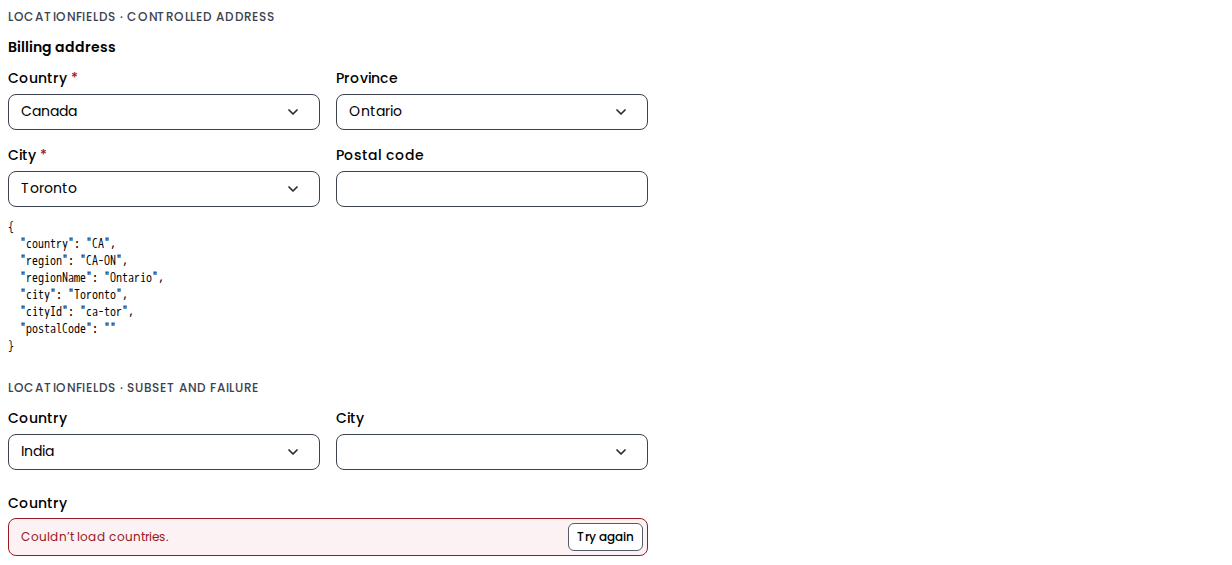 LOCATIONFIELDS · CONTROLLED ADDRESS
Billing address
Country *
Province
Canada
Ontario
City *
Postal code
Toronto
{
  "country": "CA",
  "region": "CA-ON",
  "regionName": "Ontario",
  "city": "Toronto",
  "cityId": "ca-tor",
  "postalCode": ""
}
LOCATIONFIELDS · SUBSET AND FAILURE
Country
City
India
Country
Couldn’t load countries.
Try again